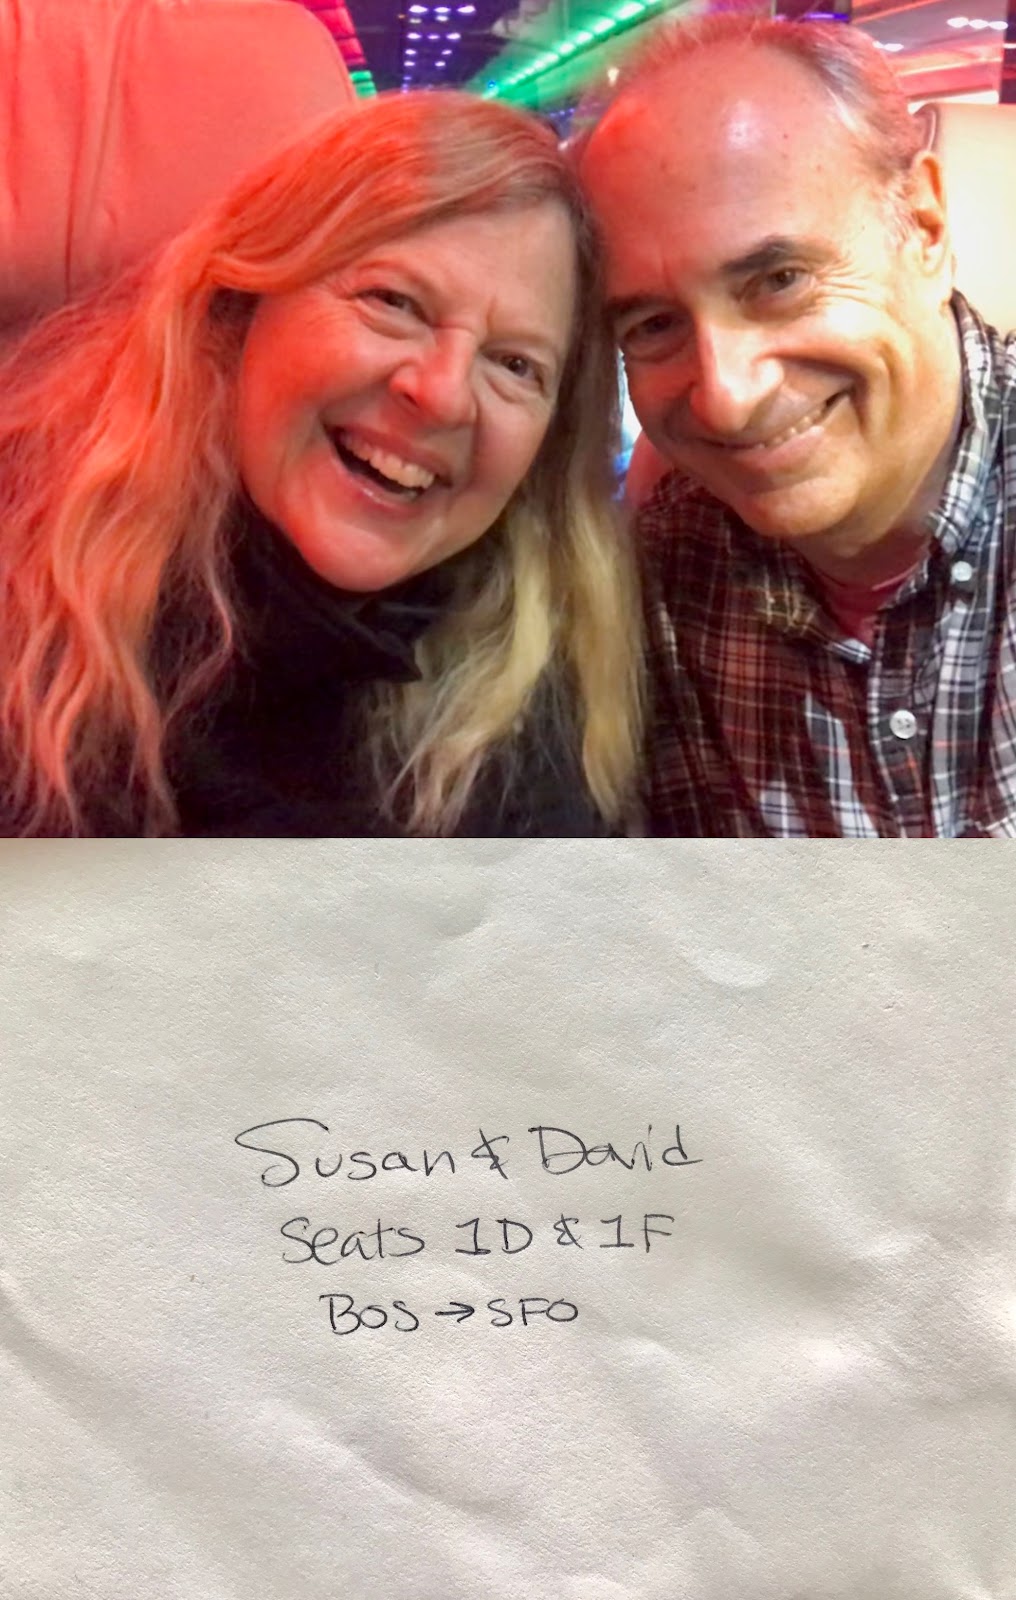 Susan & David
Seats 1D & 1F
BOS → SFO